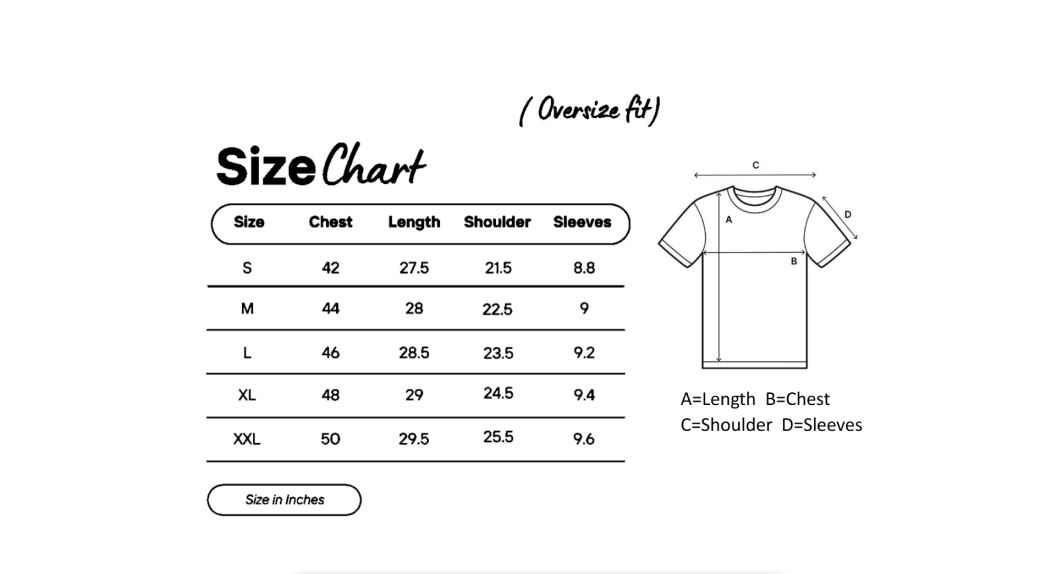 ( Oversize fit)
Size Chart
Size Chest Length Shoulder Sleeves
S 42 27.5 21.5 8.8
M 44 28 22.5 9
L 46 28.5 23.5 9.2
XL 48 29 24.5 9.4
XXL 50 29.5 25.5 9.6
Size in Inches
C
A
D
B
A=Length B=Chest
C=Shoulder D=Sleeves